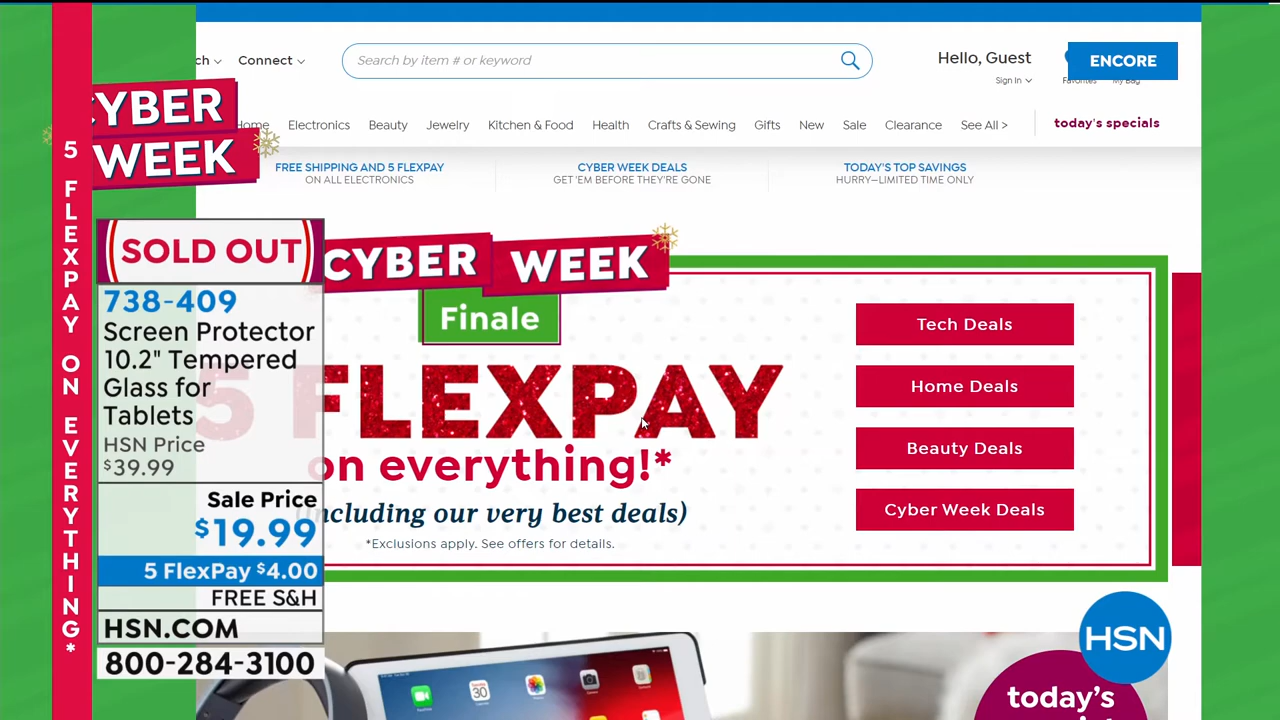 5 FLEXPAY ON EVERYTHING*
CYBER
WEEK
ch Connect
Search by item # or keyword
Hello, Guest
Sign In
ENCORE
Favorites My Bag
Home Electronics Beauty Jewelry Kitchen & Food Health Crafts & Sewing Gifts New Sale Clearance See All > today's specials
FREE SHIPPING AND 5 FLEXPAY
ON ALL ELECTRONICS
CYBER WEEK DEALS
GET 'EM BEFORE THEY'RE GONE
TODAY'S TOP SAVINGS
HURRY—LIMITED TIME ONLY
SOLD OUT
738-409
Screen Protector
10.2" Tempered
Glass for
Tablets
HSN Price
$39.99
Sale Price
$19.99
5 FlexPay $4.00
FREE S&H
HSN.COM
800-284-3100
CYBER WEEK
Finale
5 FLEXPAY
on everything!*
(including our very best deals)
*Exclusions apply. See offers for details.
Tech Deals
Home Deals
Beauty Deals
Cyber Week Deals
30
HSN
today's